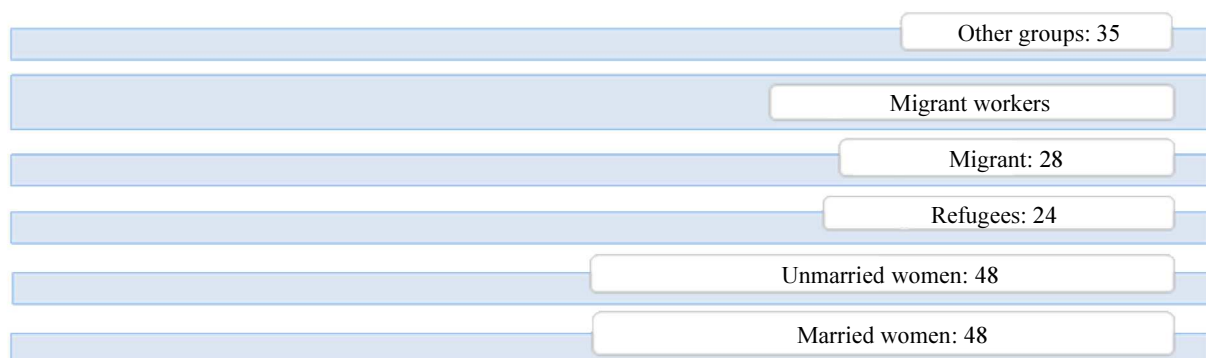 Other groups: 35
Migrant workers
Migrant: 28
Refugees: 24
Unmarried women: 48
Married women: 48